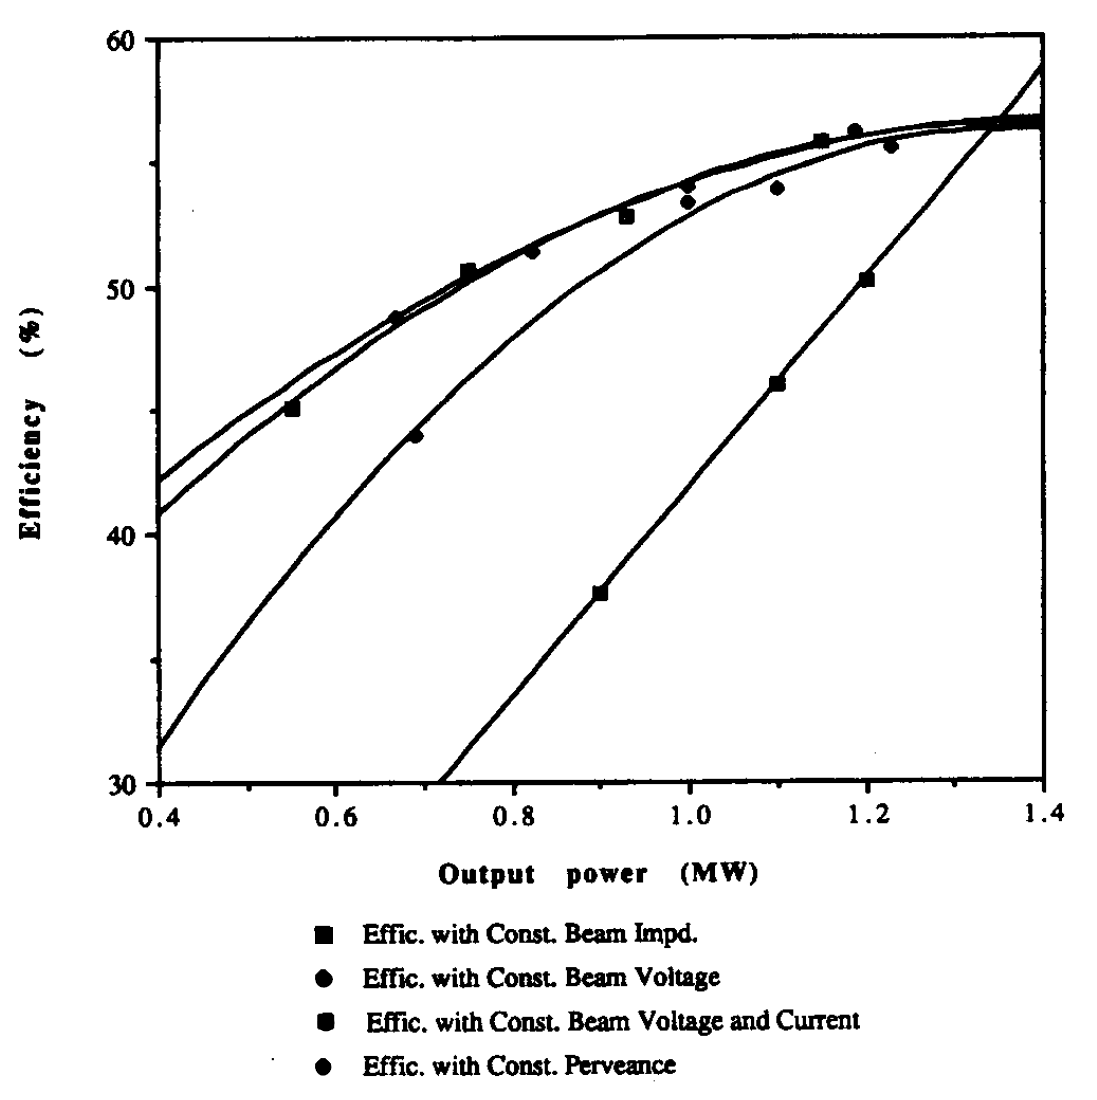 60
50
40
30
Efficiency (%)
0.4 0.6 0.8 1.0 1.2 1.4
Output power (MW)
Effic. with Const. Beam Impd.
Effic. with Const. Beam Voltage
Effic. with Const. Beam Voltage and Current
Effic. with Const. Perveance